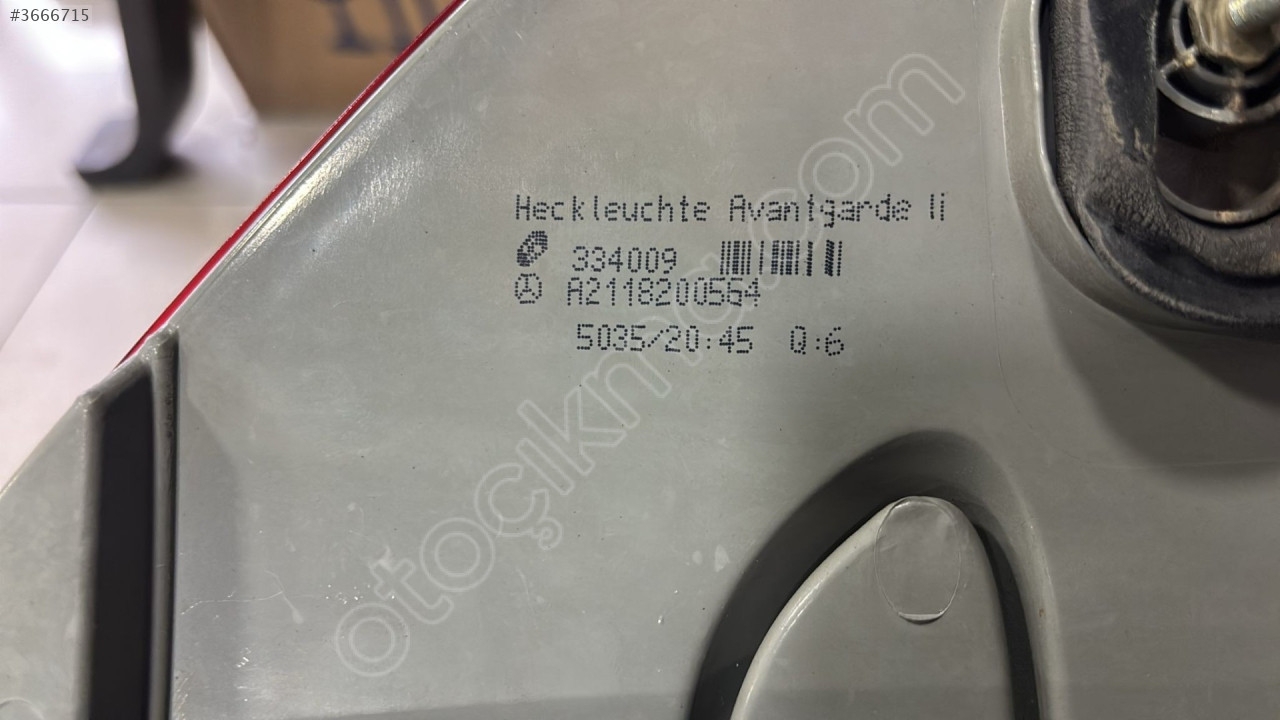 #3666715
Heckleuchte Avantgarde li
334009
A2118200564
5035/20:45 Q:6
otoçıkma.com